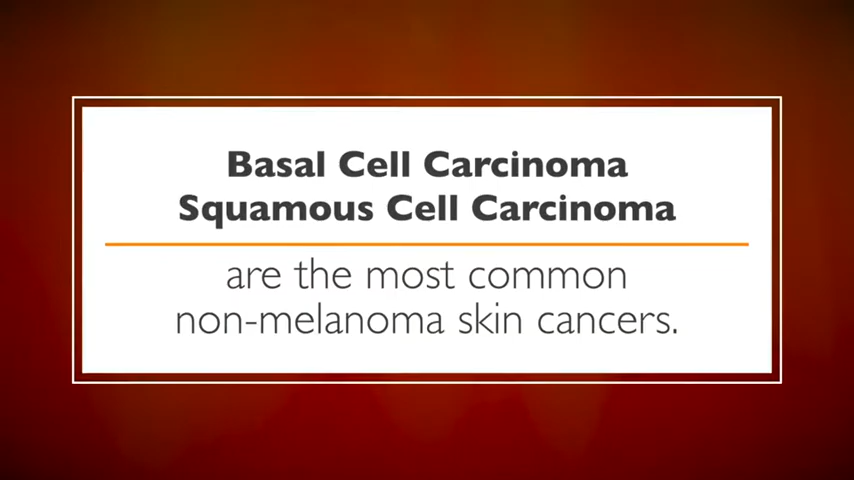 Basal Cell Carcinoma
Squamous Cell Carcinoma
are the most common
non-melanoma skin cancers.